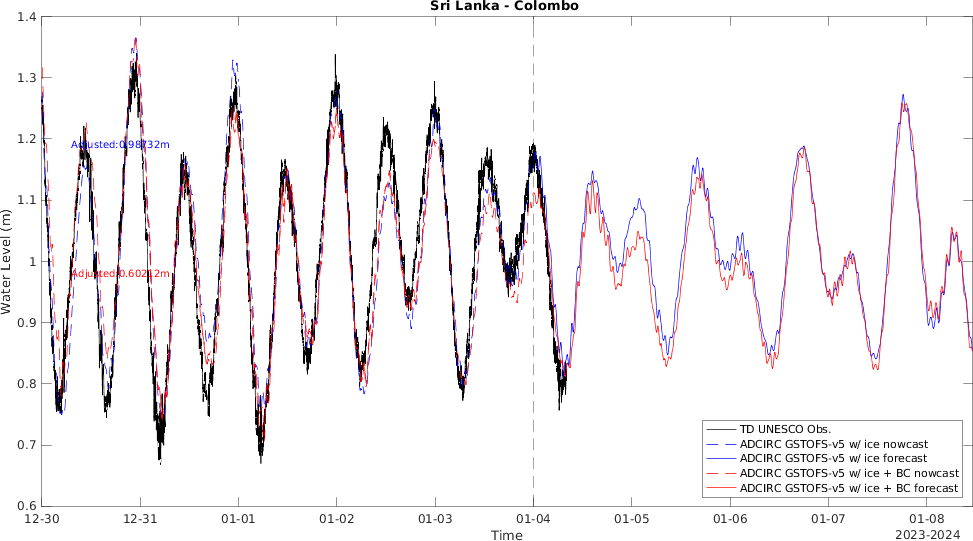 Sri Lanka - Colombo
1.4
1.3
1.2
1.1
1
0.9
0.8
0.7
0.6
Water Level (m)
Adjusted:0.98732m
Adjusted:0.60212m
TD UNESCO Obs.
ADCIRC GSTOFS-v5 w/ ice nowcast
ADCIRC GSTOFS-v5 w/ ice forecast
ADCIRC GSTOFS-v5 w/ ice + BC nowcast
ADCIRC GSTOFS-v5 w/ ice + BC forecast
12-30 12-31 01-01 01-02 01-03 01-04 01-05 01-06 01-07 01-08
Time
2023-2024